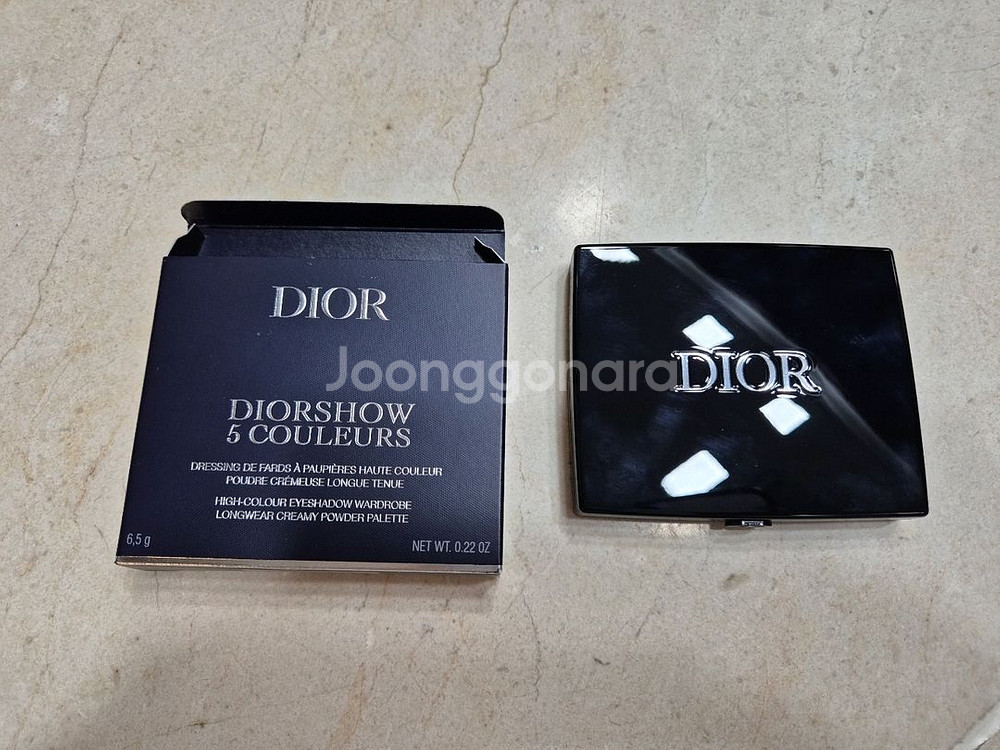 DIOR
DIORSHOW
5 COULEURS
DRESSING DE FARDS À PAUPIÈRES HAUTE COULEUR
POUDRE CRÉMEUSE LONGUE TENUE
HIGH-COLOUR EYESHADOW WARDROBE
LONGWEAR CREAMY POWDER PALETTE
6,5 g
NET WT. 0.22 OZ
DIOR
Joonggonara